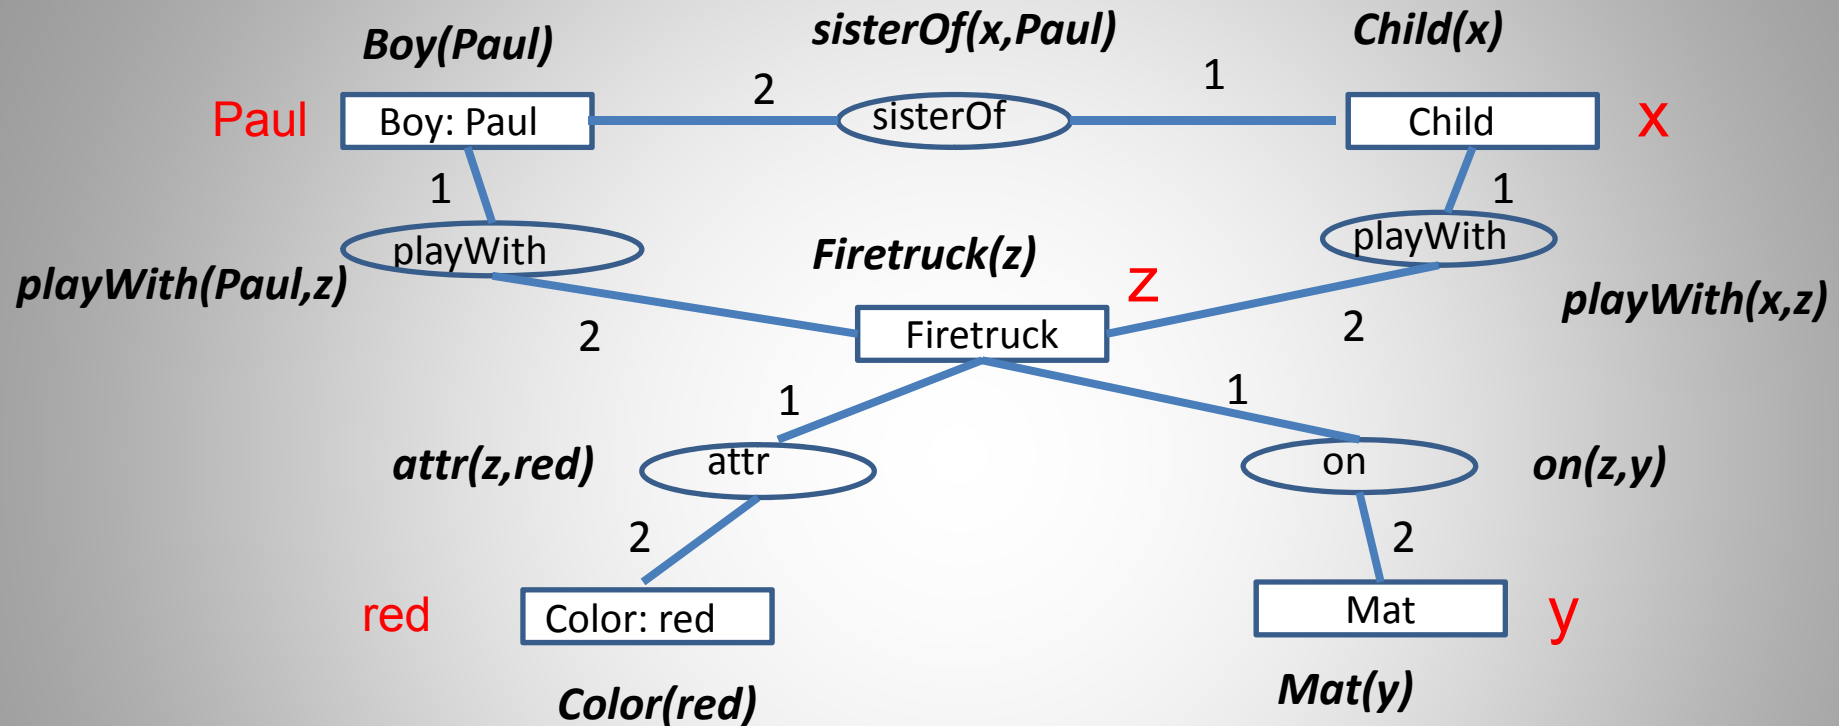 Boy(Paul)
sisterOf(x,Paul)
Child(x)
2
1
Paul
Boy: Paul
sisterOf
Child
x
1
1
playWith
playWith
Firetruck(z)
z
playWith(Paul,z)
playWith(x,z)
2
Firetruck
2
1
1
attr(z,red)
attr
on
on(z,y)
2
2
red
Color: red
Mat
y
Color(red)
Mat(y)